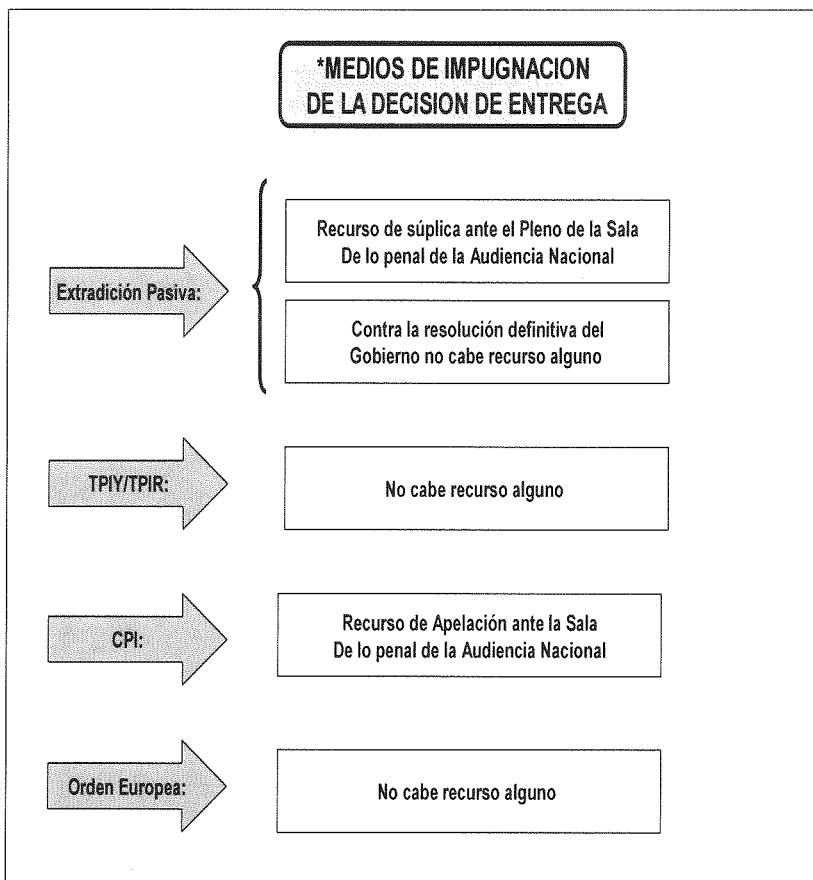 *MEDIOS DE IMPUGNACION
DE LA DECISION DE ENTREGA
Extradición Pasiva:
Recurso de súplica ante el Pleno de la Sala
De lo penal de la Audiencia Nacional
Contra la resolución definitiva del
Gobierno no cabe recurso alguno
TPIY/TPIR:
No cabe recurso alguno
CPI:
Recurso de Apelación ante la Sala
De lo penal de la Audiencia Nacional
Orden Europea:
No cabe recurso alguno